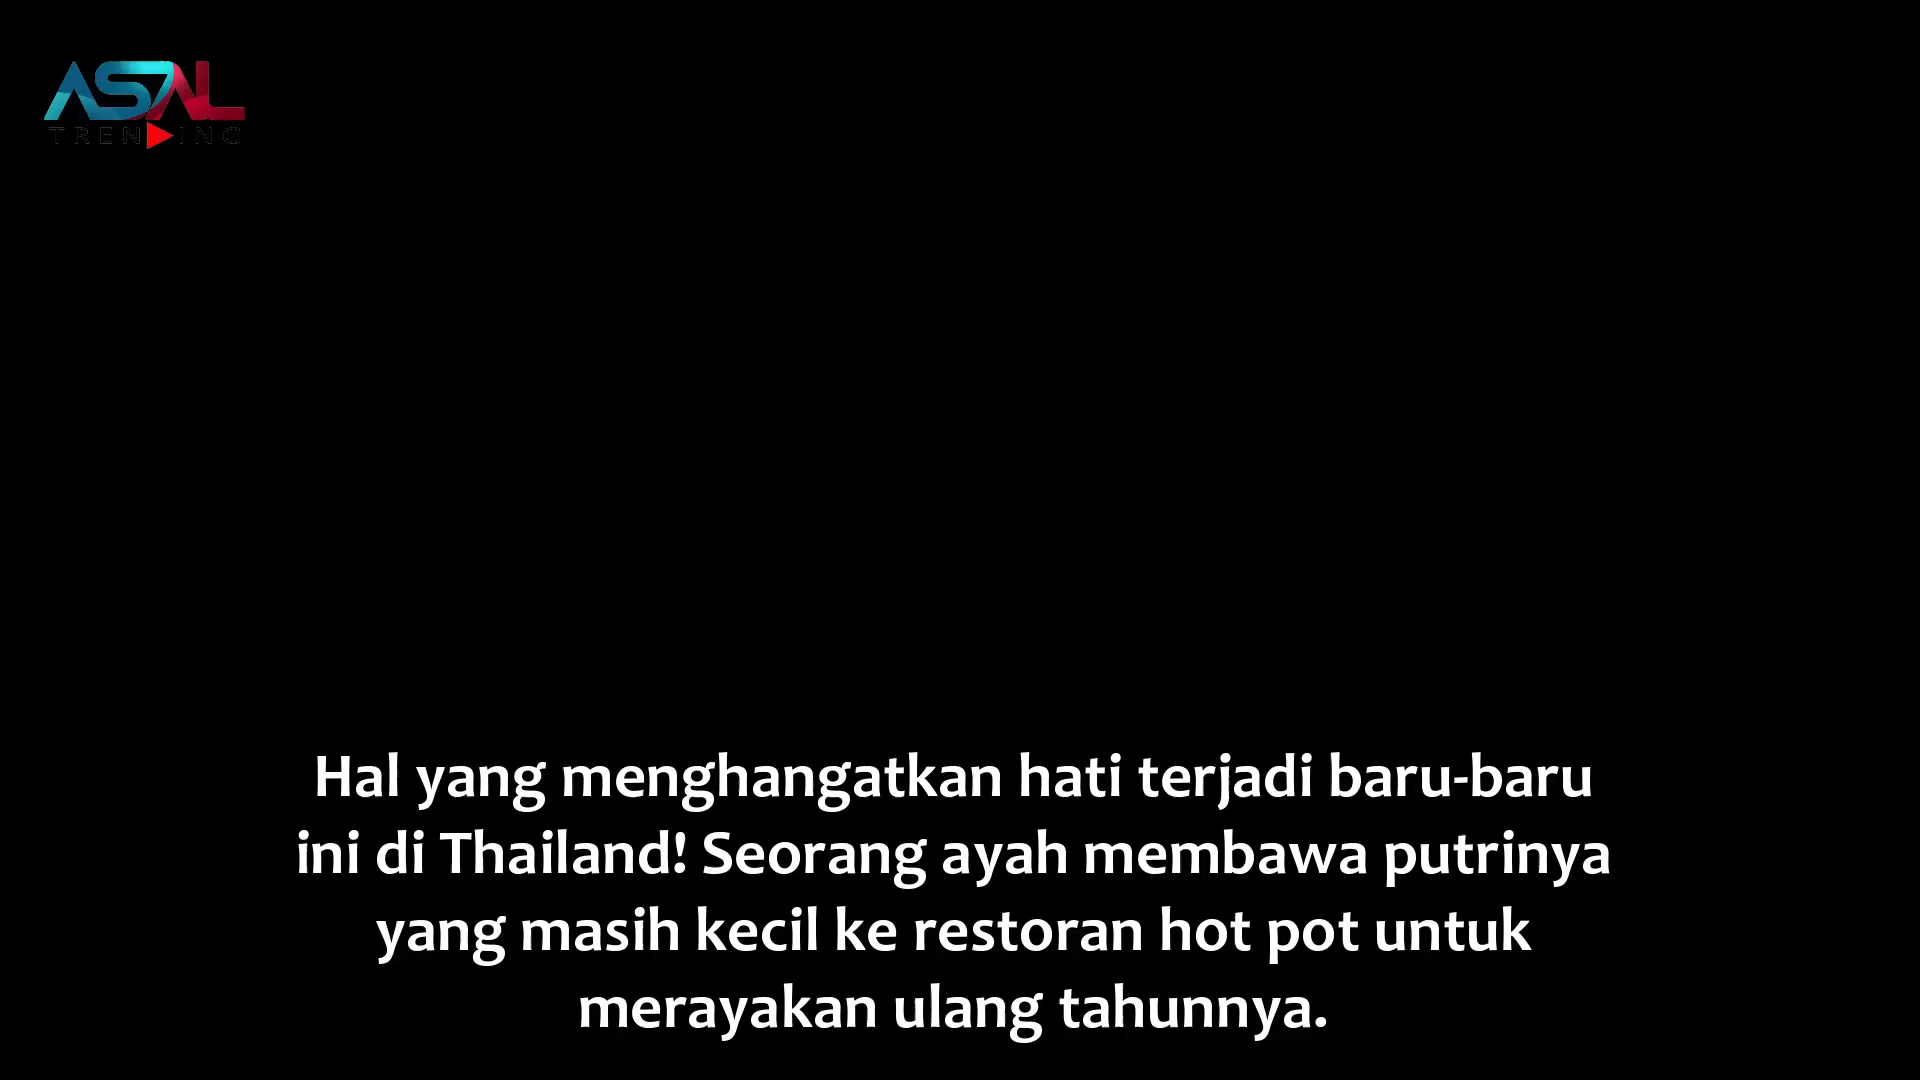 ASAL
TRENDING
Hal yang menghangatkan hati terjadi baru-baru
ini di Thailand! Seorang ayah membawa putrinya
yang masih kecil ke restoran hot pot untuk
merayakan ulang tahunnya.